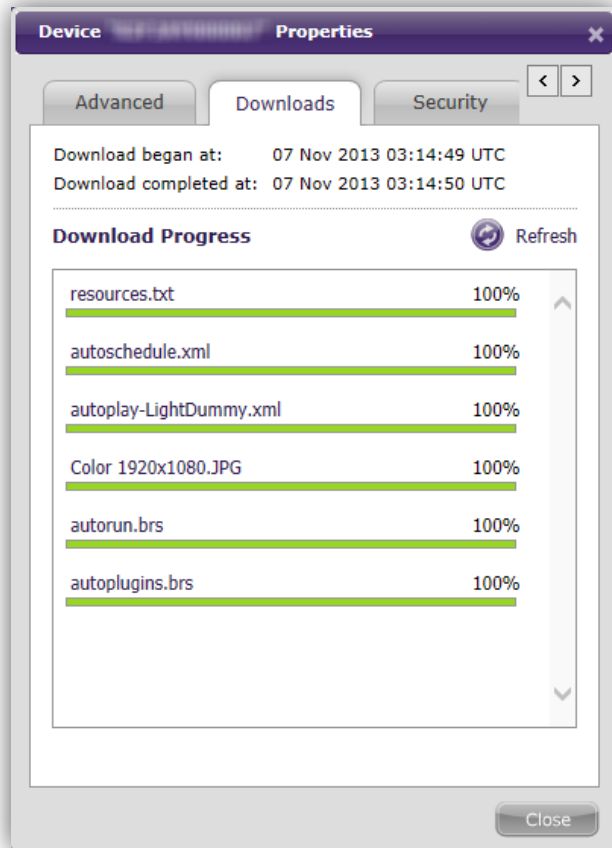 Device Properties
Advanced
Downloads
Security
< >
Download began at: 07 Nov 2013 03:14:49 UTC
Download completed at: 07 Nov 2013 03:14:50 UTC
Download Progress
Refresh
resources.txt 100%
autoschedule.xml 100%
autoplay-LightDummy.xml 100%
Color 1920x1080.JPG 100%
autorun.brs 100%
autoplugins.brs 100%
Close